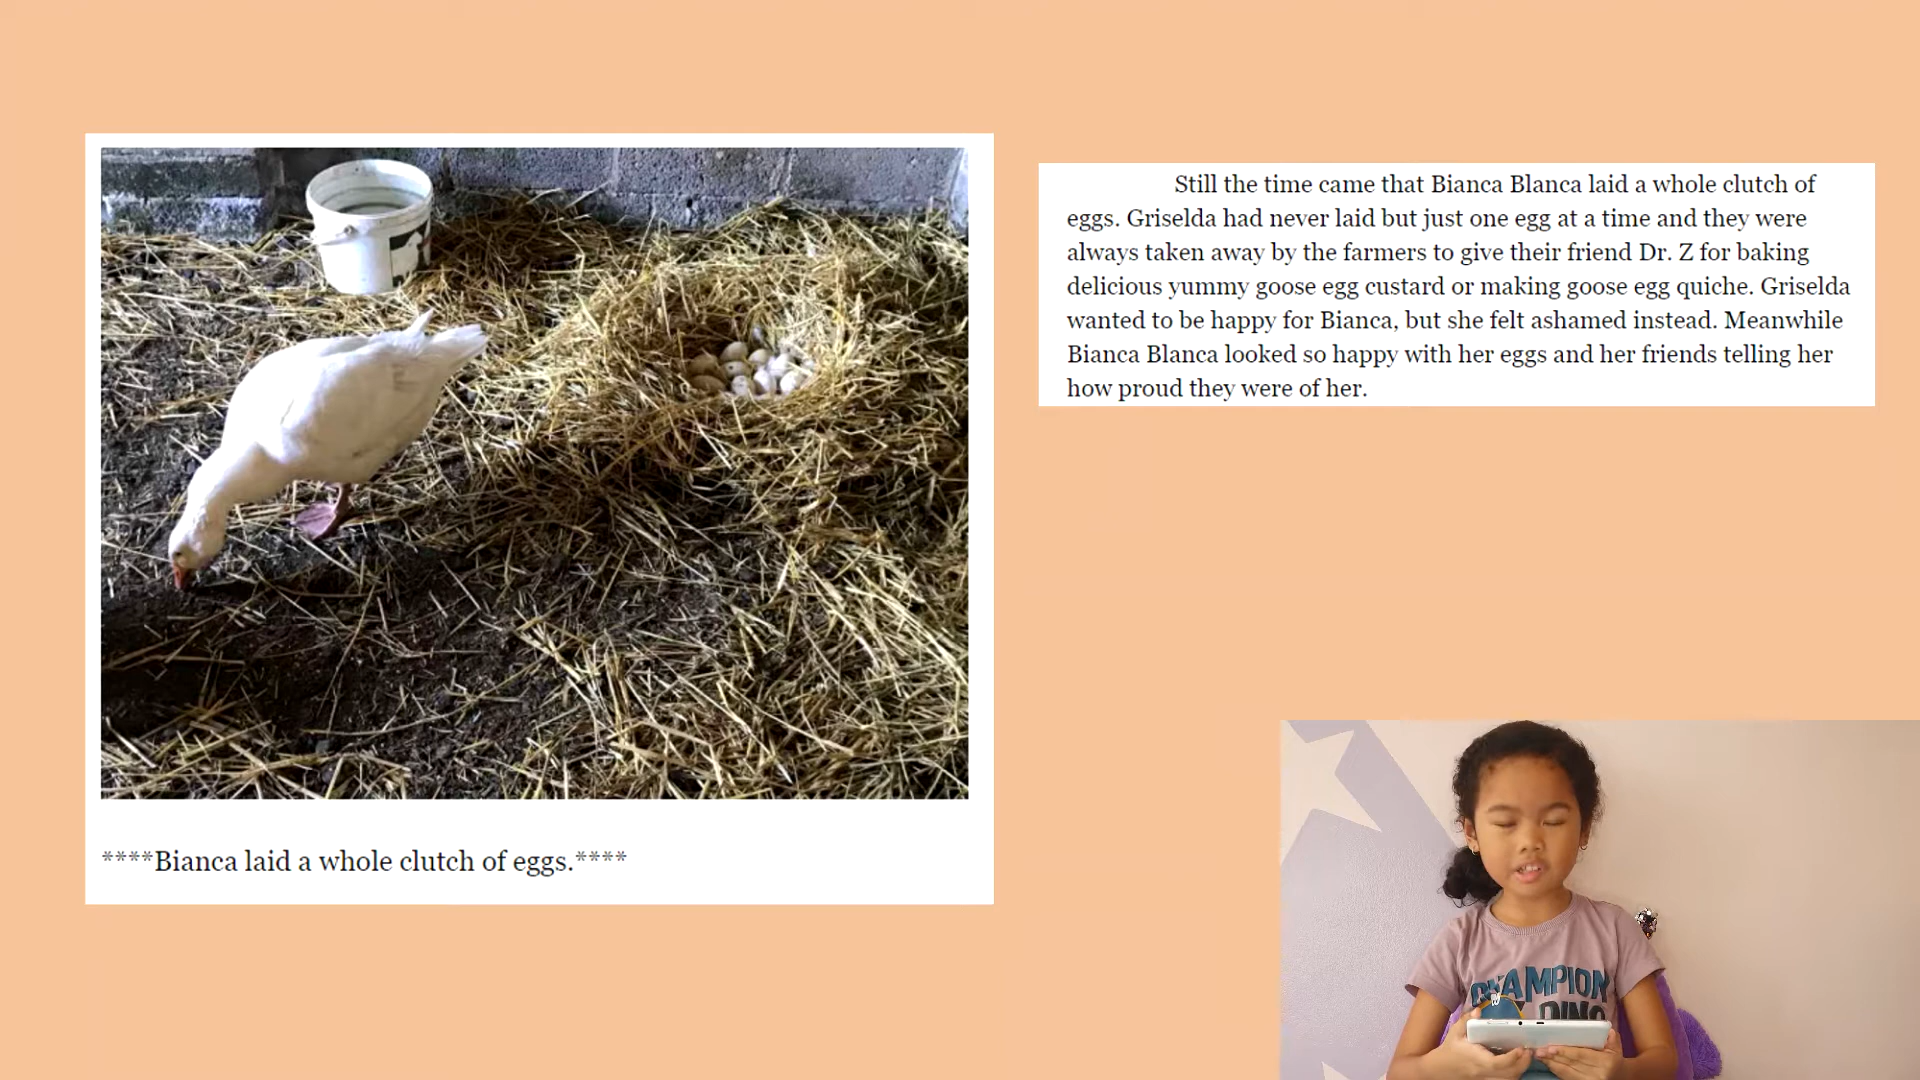 Still the time came that Bianca Blanca laid a whole clutch of
eggs. Griselda had never laid but just one egg at a time and they were
always taken away by the farmers to give their friend Dr. Z for baking
delicious yummy goose egg custard or making goose egg quiche. Griselda
wanted to be happy for Bianca, but she felt ashamed instead. Meanwhile
Bianca Blanca looked so happy with her eggs and her friends telling her
how proud they were of her.
****Bianca laid a whole clutch of eggs.****
CHAMPION
DINO